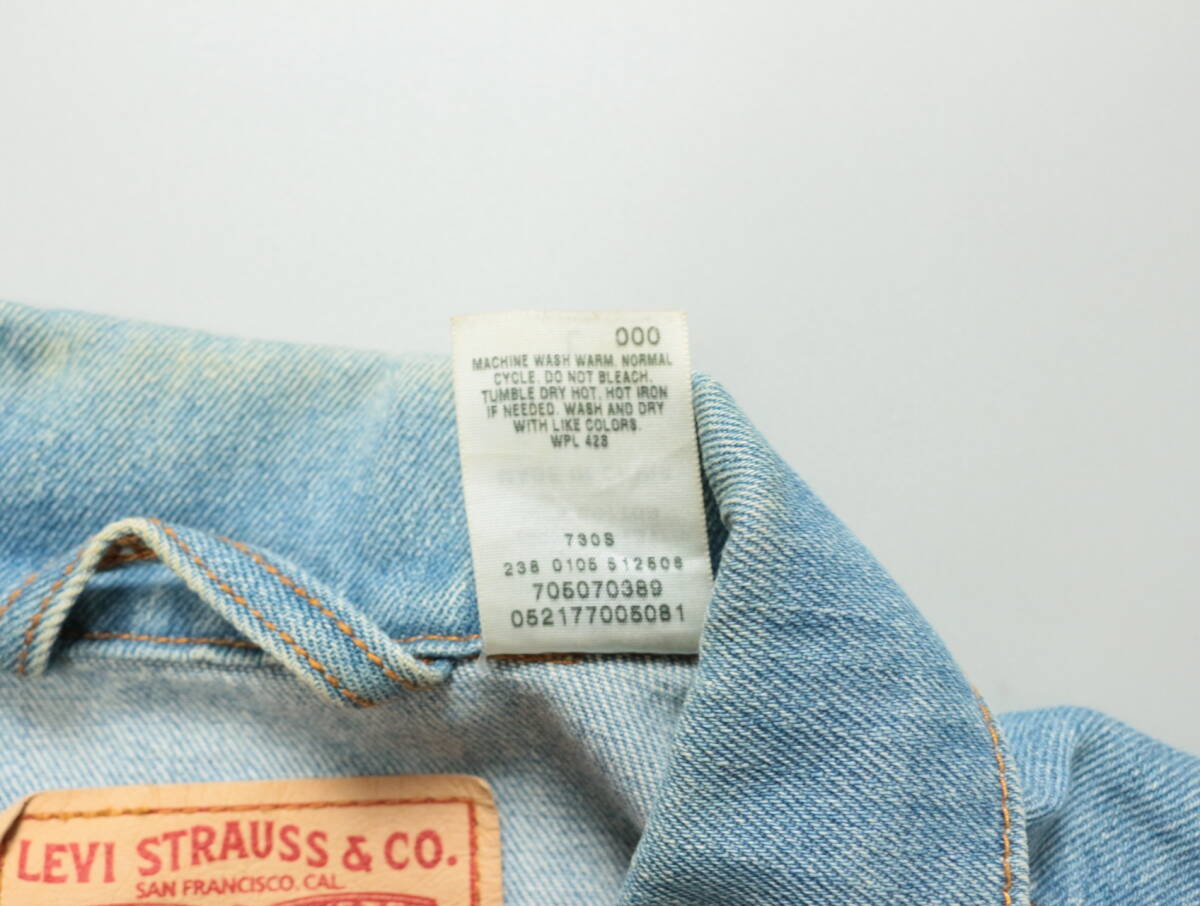 000
MACHINE WASH WARM. NORMAL
CYCLE. DO NOT BLEACH.
TUMBLE DRY HOT. HOT IRON
IF NEEDED. WASH AND DRY
WITH LIKE COLORS.
WPL 423
730S
238 0105 512506
705070389
052177005081
LEVI STRAUSS & CO.
SAN FRANCISCO, CAL.